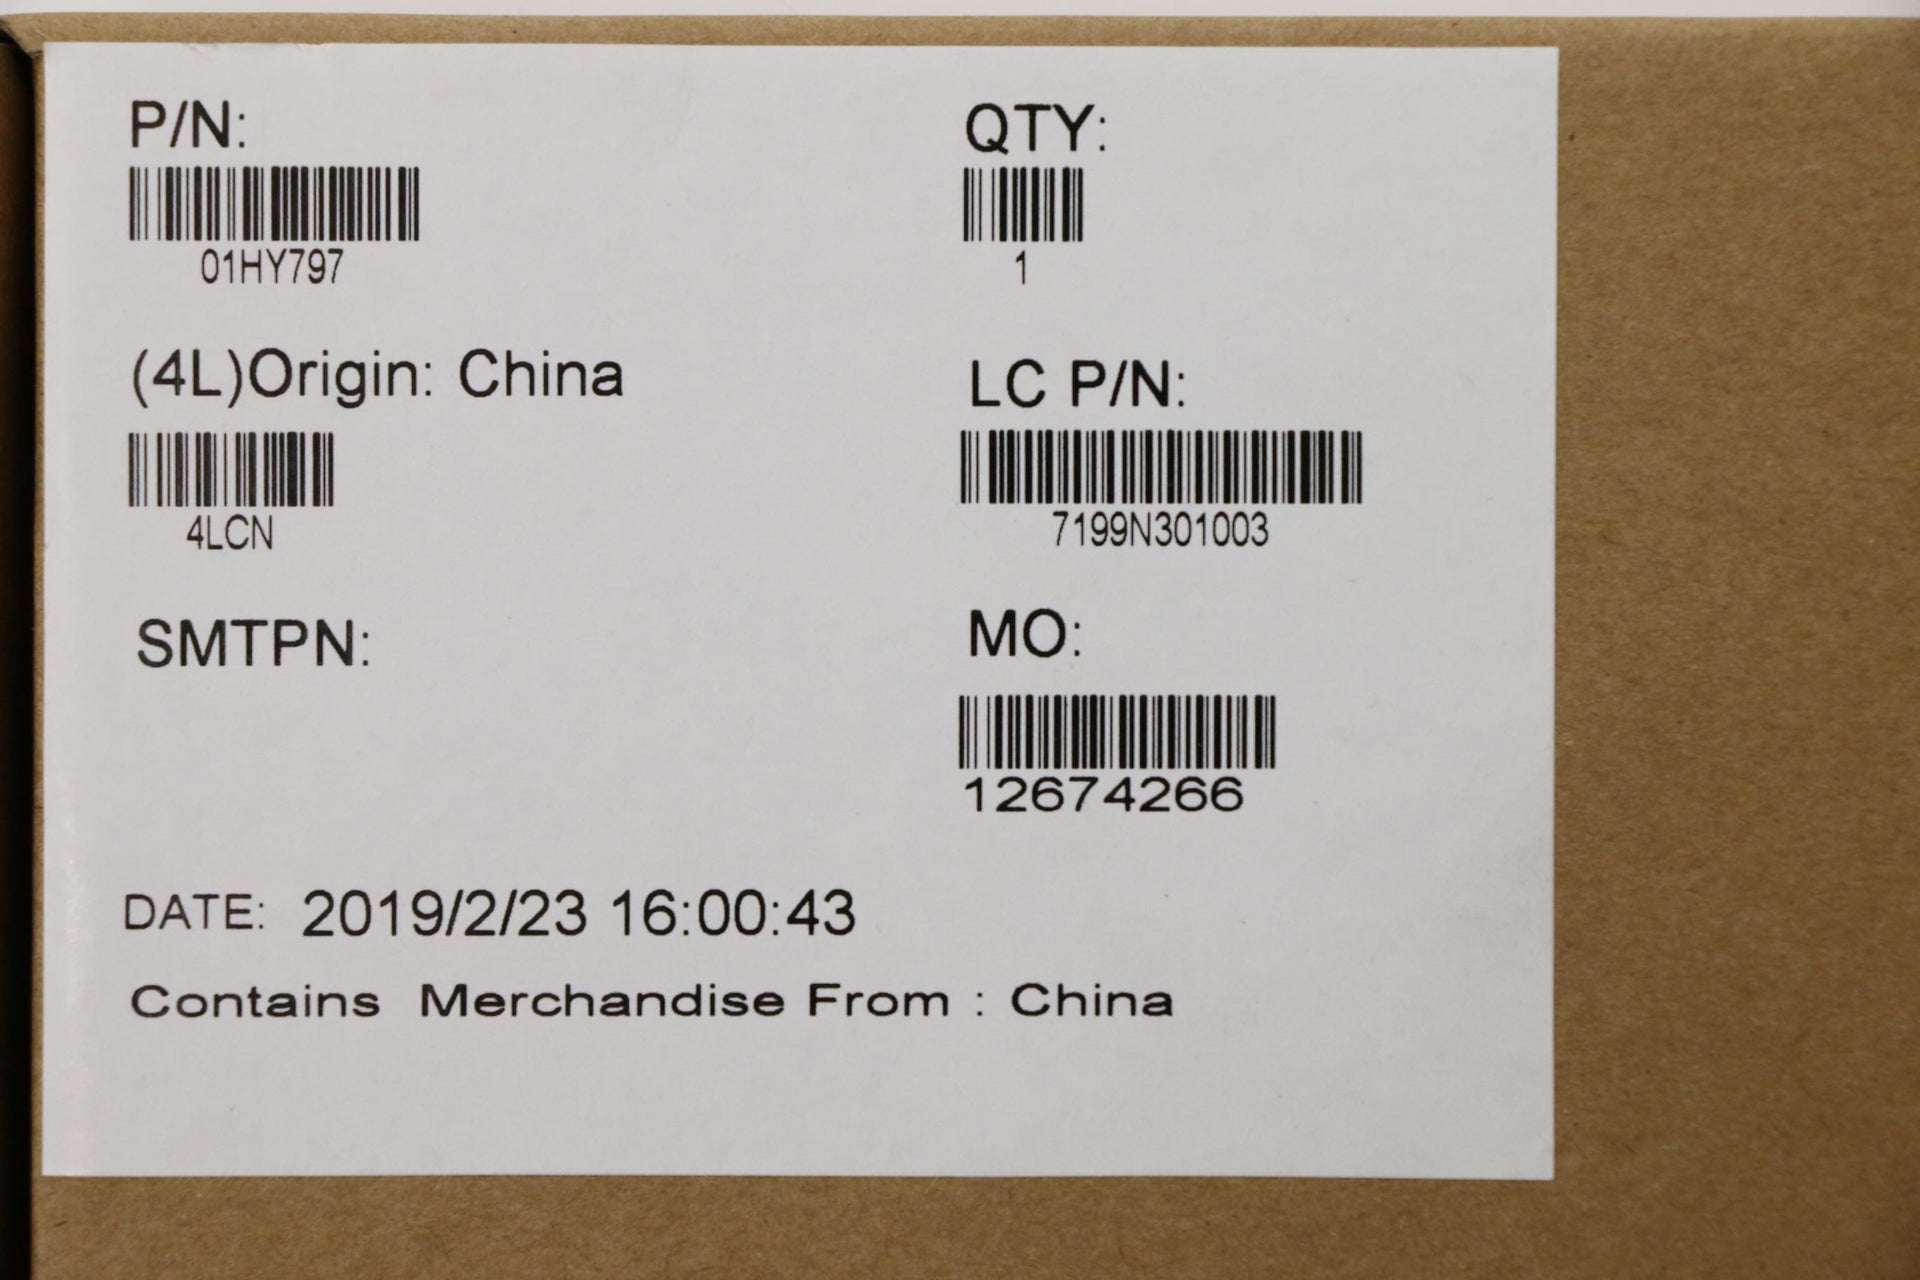 P/N:
QTY:
01HY797
1
(4L)Origin: China
LC P/N:
4LCN
7199N301003
SMTPN:
MO:
12674266
DATE: 2019/2/23 16:00:43
Contains Merchandise From : China